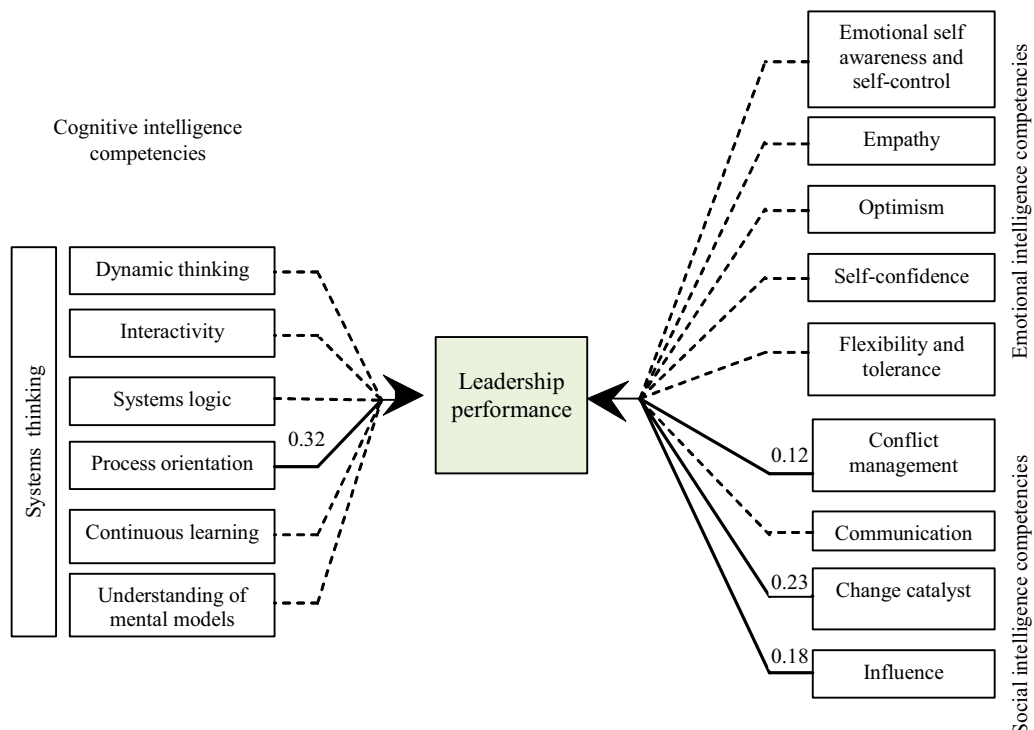 Cognitive intelligence
competencies
Systems thinking
Dynamic thinking
Interactivity
Systems logic
Process orientation
0.32
Continuous learning
Understanding of
mental models
Leadership
performance
Emotional self
awareness and
self-control
Empathy
Optimism
Self-confidence
Flexibility and
tolerance
Emotional intelligence competencies
0.12
Conflict
management
Communication
0.23
Change catalyst
0.18
Influence
Social intelligence competencies